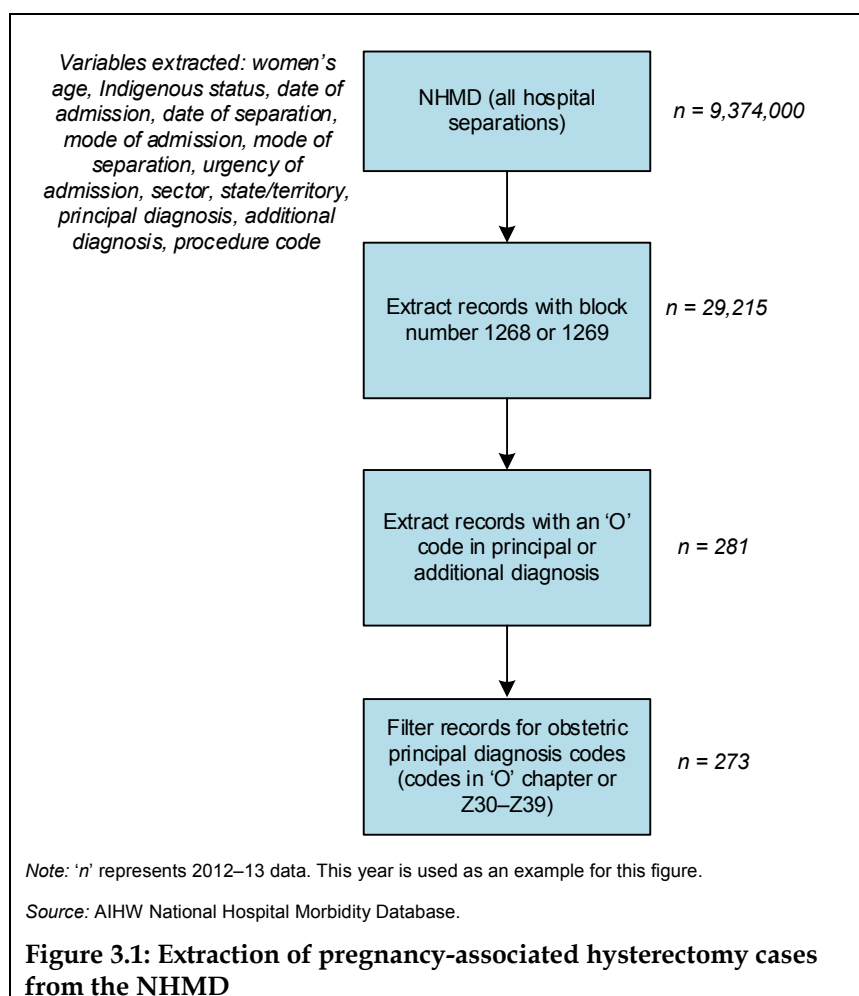 Variables extracted: women's
age, Indigenous status, date of
admission, date of separation,
mode of admission, mode of
separation, urgency of
admission, sector, state/territory,
principal diagnosis, additional
diagnosis, procedure code
NHMD (all hospital
separations)
n = 9,374,000
Extract records with block
number 1268 or 1269
n = 29,215
Extract records with an ‘O’
code in principal or
additional diagnosis
n = 281
Filter records for obstetric
principal diagnosis codes
(codes in ‘O’ chapter or
Z30–Z39)
n = 273
Note: ‘n’ represents 2012–13 data. This year is used as an example for this figure.
Source: AIHW National Hospital Morbidity Database.
Figure 3.1: Extraction of pregnancy-associated hysterectomy cases
from the NHMD